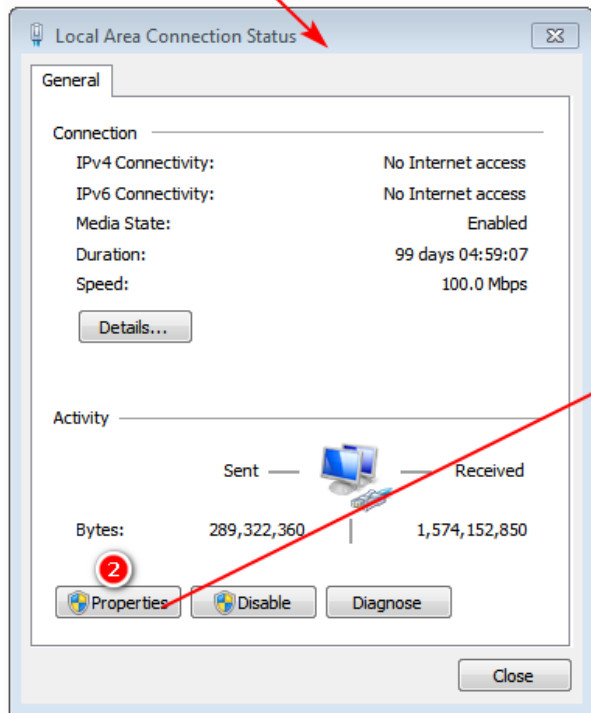 Local Area Connection Status
General
Connection
IPv4 Connectivity: No Internet access
IPv6 Connectivity: No Internet access
Media State: Enabled
Duration: 99 days 04:59:07
Speed: 100.0 Mbps
Details...
Activity
Sent Received
Bytes: 289,322,360 1,574,152,850
2
Properties Disable Diagnose
Close